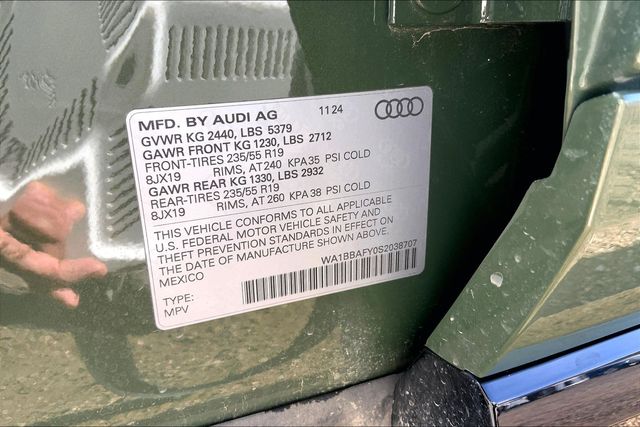 MFD. BY AUDI AG 11 24
GVWR KG 2440, LBS 5379
GAWR FRONT KG 1230, LBS 2712
FRONT-TIRES 235/55 R19
8JX19 RIMS, AT 240 KPA 35 PSI COLD
GAWR REAR KG 1330, LBS 2932
REAR-TIRES 235/55 R19
8JX19 RIMS, AT 260 KPA 38 PSI COLD
THIS VEHICLE CONFORMS TO ALL APPLICABLE
U.S. FEDERAL MOTOR VEHICLE SAFETY AND
THEFT PREVENTION STANDARDS IN EFFECT ON
THE DATE OF MANUFACTURE SHOWN ABOVE.
MEXICO WA1BBAFY0S2038707
TYPE:
MPV